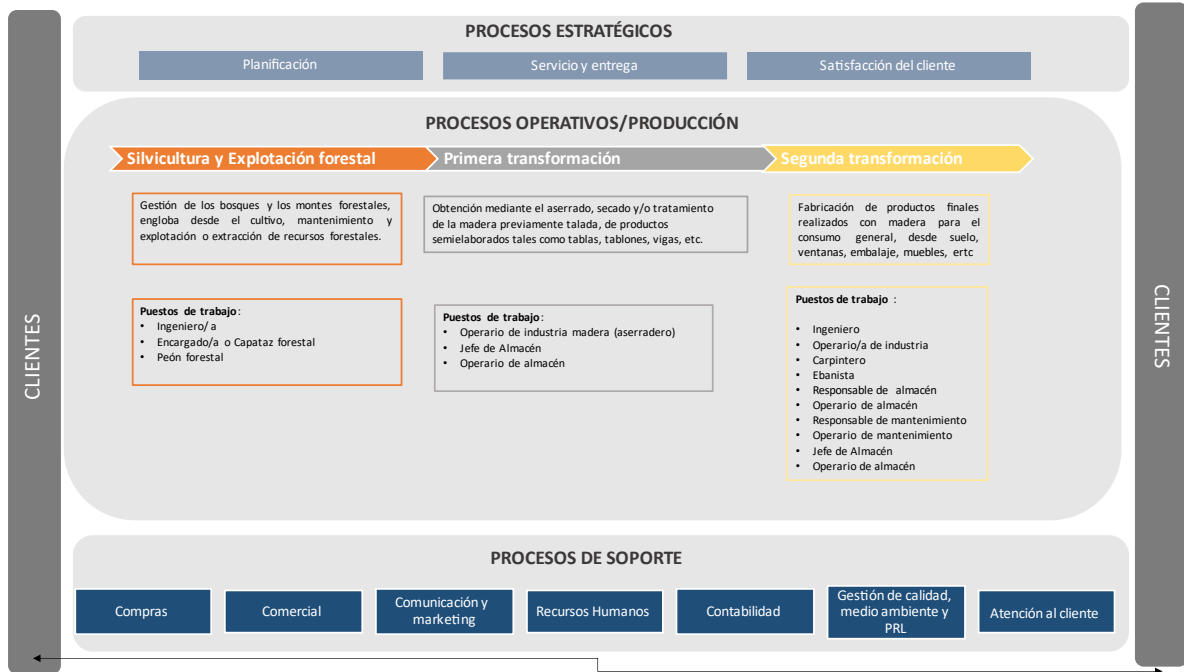 PROCESOS ESTRATÉGICOS
Planificación
Servicio y entrega
Satisfacción del cliente
CLIENTES
PROCESOS OPERATIVOS/PRODUCCIÓN
Silvicultura y Explotación forestal
Primera transformación
Segunda transformación
Gestión de los bosques y los montes forestales,
engloba desde el cultivo, mantenimiento y
explotación o extracción de recursos forestales.
Obtención mediante el aserrado, secado y/o tratamiento
de la madera previamente talada, de productos
semielaborados tales como tablas, tablones, vigas, etc.
Fabricación de productos finales
realizados con madera para el
consumo general, desde suelo,
ventanas, embalaje, muebles, ertc
Puestos de trabajo:
• Ingeniero/a
• Encargado/a o Capataz forestal
• Peón forestal
Puestos de trabajo:
• Operario de industria madera (aserradero)
• Jefe de Almacén
• Operario de almacén
Puestos de trabajo :
• Ingeniero
• Operario/a de industria
• Carpintero
• Ebanista
• Responsable de almacén
• Operario de almacén
• Responsable de mantenimiento
• Operario de mantenimiento
• Jefe de Almacén
• Operario de almacén
CLIENTES
PROCESOS DE SOPORTE
Compras
Comercial
Comunicación y
marketing
Recursos Humanos
Contabilidad
Gestión de calidad,
medio ambiente y
PRL
Atención al cliente